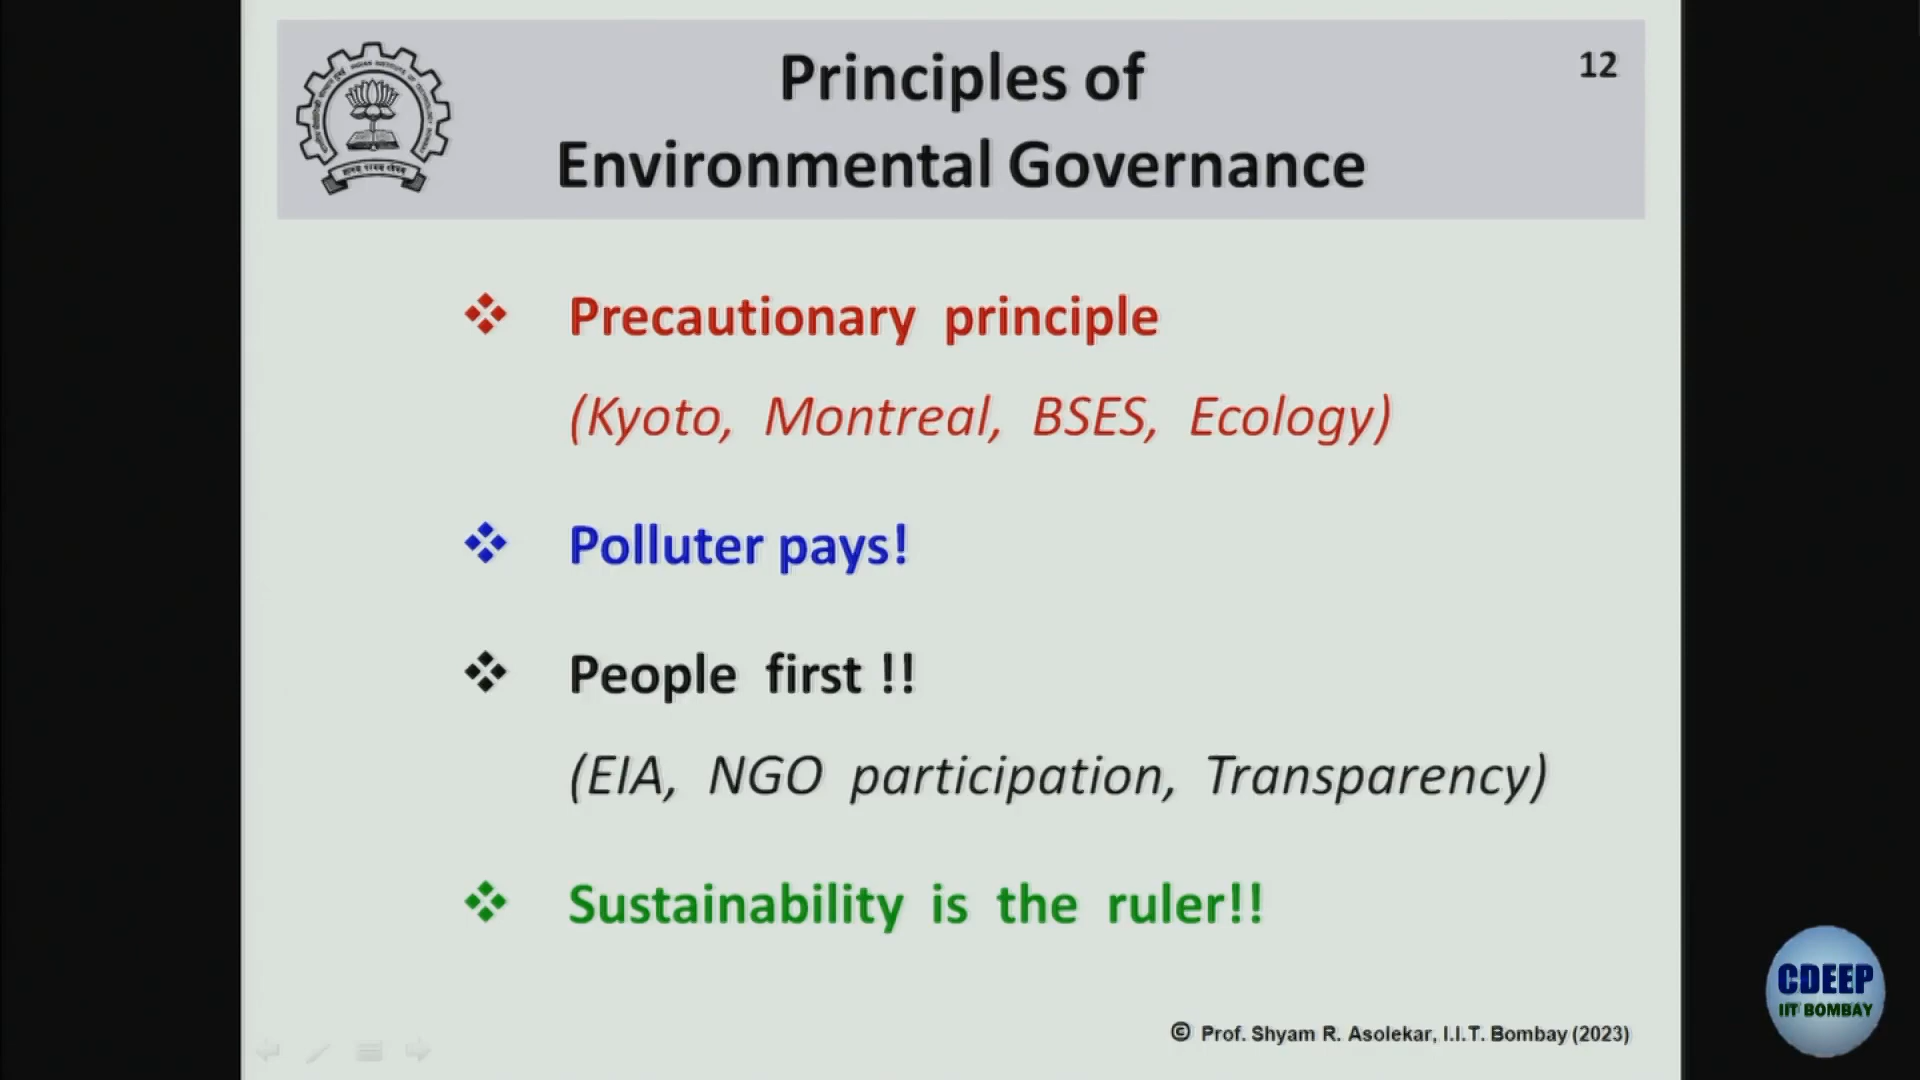 Principles of
Environmental Governance
12
❖ Precautionary principle
(Kyoto, Montreal, BSES, Ecology)
❖ Polluter pays!
❖ People first !!
(EIA, NGO participation, Transparency)
❖ Sustainability is the ruler!!
© Prof. Shyam R. Asolekar, I.I.T. Bombay (2023)
CDEEP
IIT BOMBAY